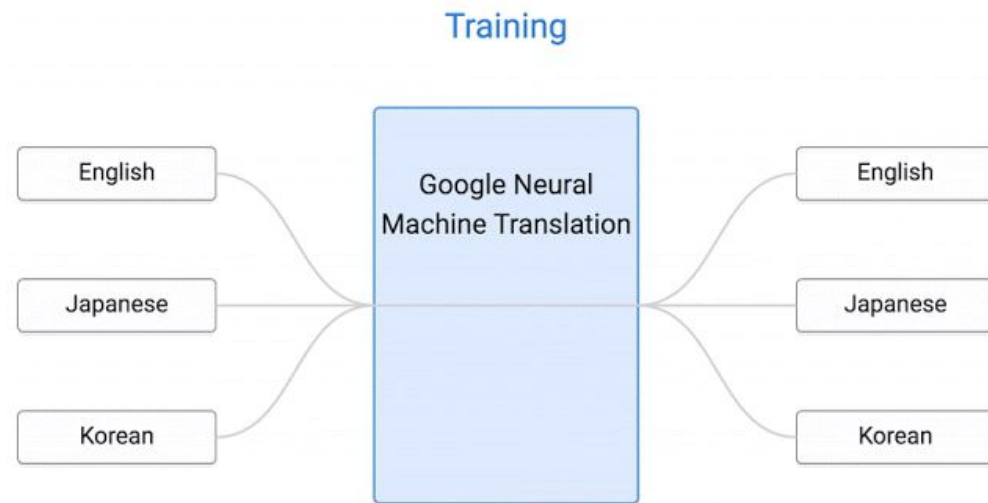 Training
English
Japanese
Korean
Google Neural
Machine Translation
English
Japanese
Korean